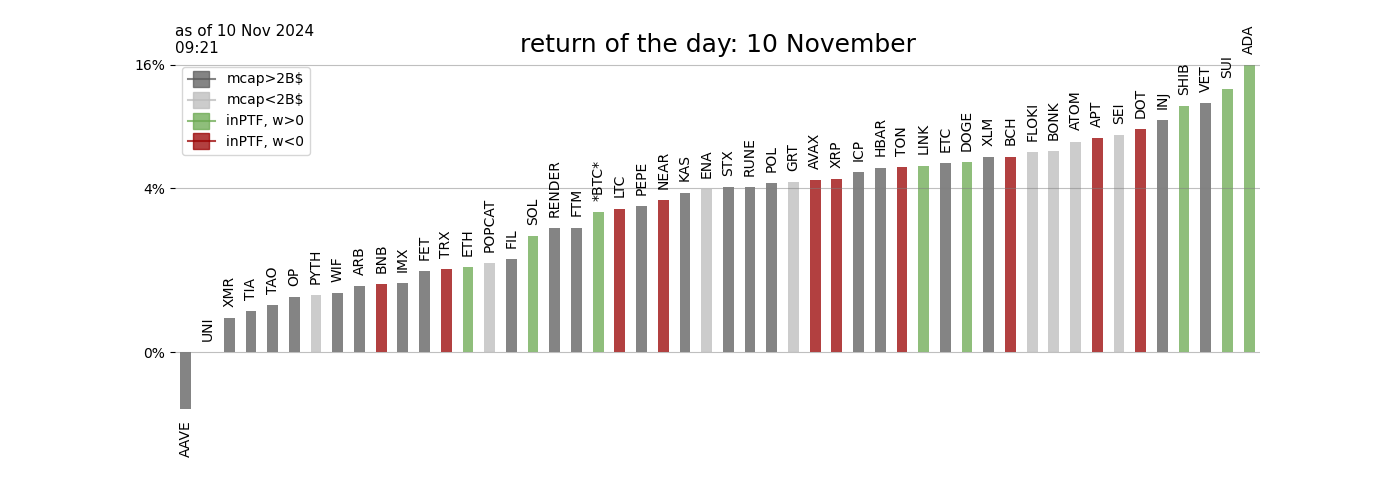 as of 10 Nov 2024
09:21
return of the day: 10 November
16%
4%
0%
mcap>2B$
mcap<2B$
inPTF, w>0
inPTF, w<0
AAVE
UNI
XMR
TIA
TAO
OP
PYTH
WIF
ARB
BNB
IMX
FET
TRX
ETH
POPCAT
FIL
SOL
RENDER
FTM
*BTC*
LTC
PEPE
NEAR
KAS
ENA
STX
RUNE
POL
GRT
AVAX
XRP
ICP
HBAR
TON
LINK
ETC
DOGE
XLM
BCH
FLOKI
BONK
ATOM
APT
SEI
DOT
INJ
SHIB
VET
SUI
ADA